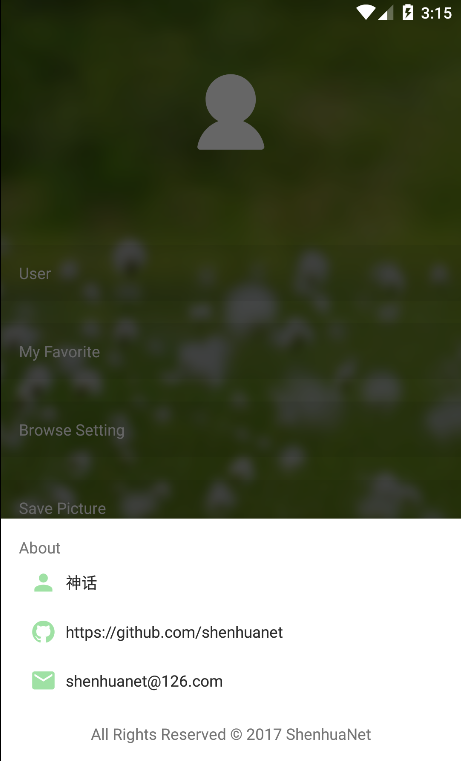 3:15
User
My Favorite
Browse Setting
Save Picture
About
神话
https://github.com/shenhuanet
shenhuanet@126.com
All Rights Reserved © 2017 ShenhuaNet